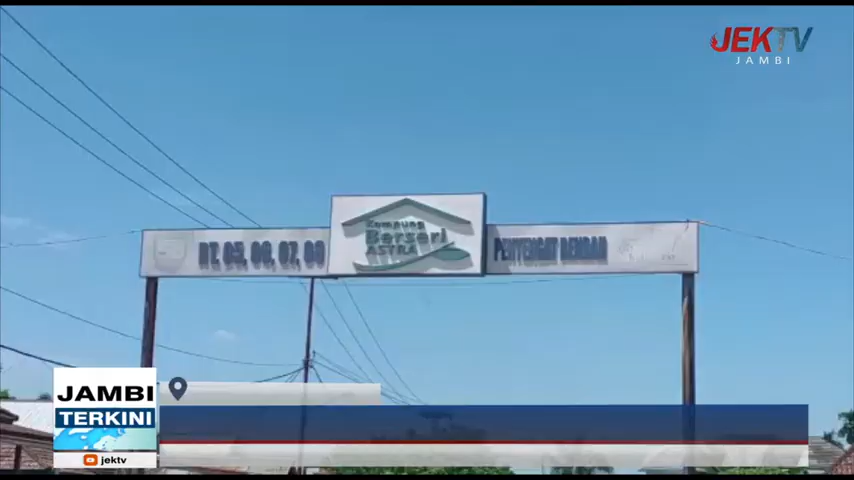 JEKTV
JAMBI
Kampung
Berseri
ASTRA
RT. 05, 06, 07, 08
PENYENGAT RENDAH
JAMBI
TERKINI
jektv